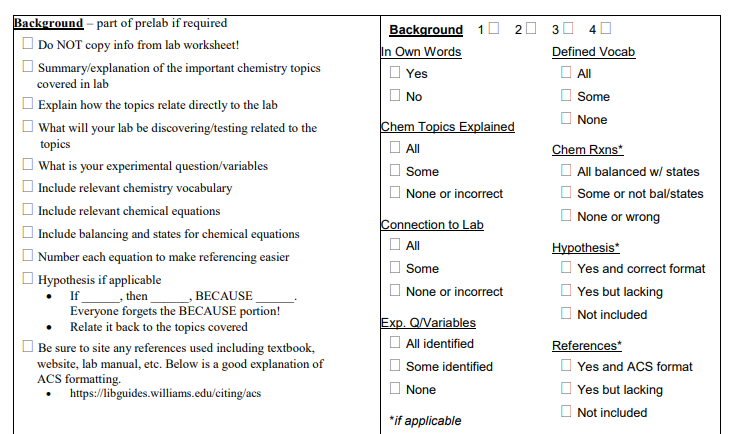 Background – part of prelab if required
☐ Do NOT copy info from lab worksheet!
☐ Summary/explanation of the important chemistry topics
covered in lab
☐ Explain how the topics relate directly to the lab
☐ What will your lab be discovering/testing related to the
topics
☐ What is your experimental question/variables
☐ Include relevant chemistry vocabulary
☐ Include relevant chemical equations
☐ Include balancing and states for chemical equations
☐ Number each equation to make referencing easier
☐ Hypothesis if applicable
• If ______, then ______, BECAUSE ______.
Everyone forgets the BECAUSE portion!
• Relate it back to the topics covered
☐ Be sure to site any references used including textbook,
website, lab manual, etc. Below is a good explanation of
ACS formatting.
• https://libguides.williams.edu/citing/acs
Background 1☐ 2☐ 3☐ 4☐
In Own Words
☐ Yes
☐ No
Chem Topics Explained
☐ All
☐ Some
☐ None or incorrect
Connection to Lab
☐ All
☐ Some
☐ None or incorrect
Exp. Q/Variables
☐ All identified
☐ Some identified
☐ None
*if applicable
Defined Vocab
☐ All
☐ Some
☐ None
Chem Rxns*
☐ All balanced w/ states
☐ Some or not bal/states
☐ None or wrong
Hypothesis*
☐ Yes and correct format
☐ Yes but lacking
☐ Not included
References*
☐ Yes and ACS format
☐ Yes but lacking
☐ Not included